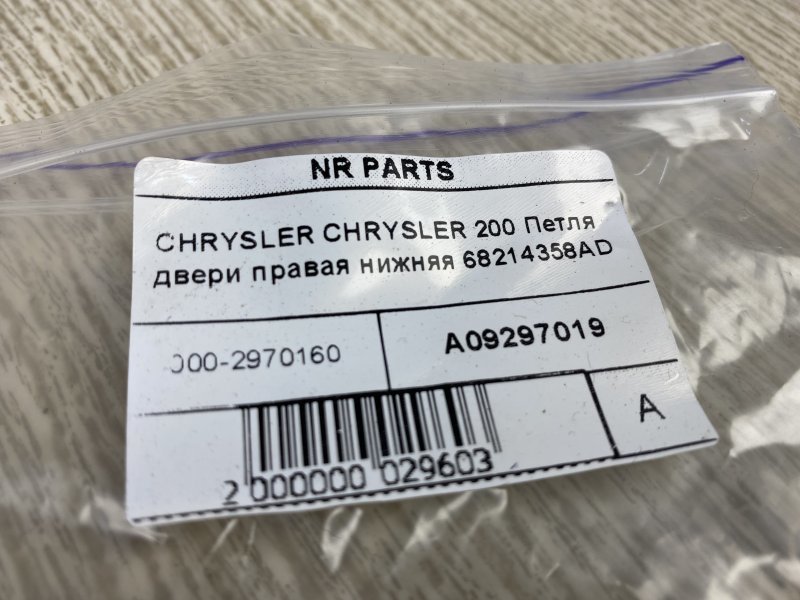 NR PARTS
CHRYSLER CHRYSLER 200 Петля
двери правая нижняя 68214358AD
000-2970160
A09297019
A
2 000000 029603